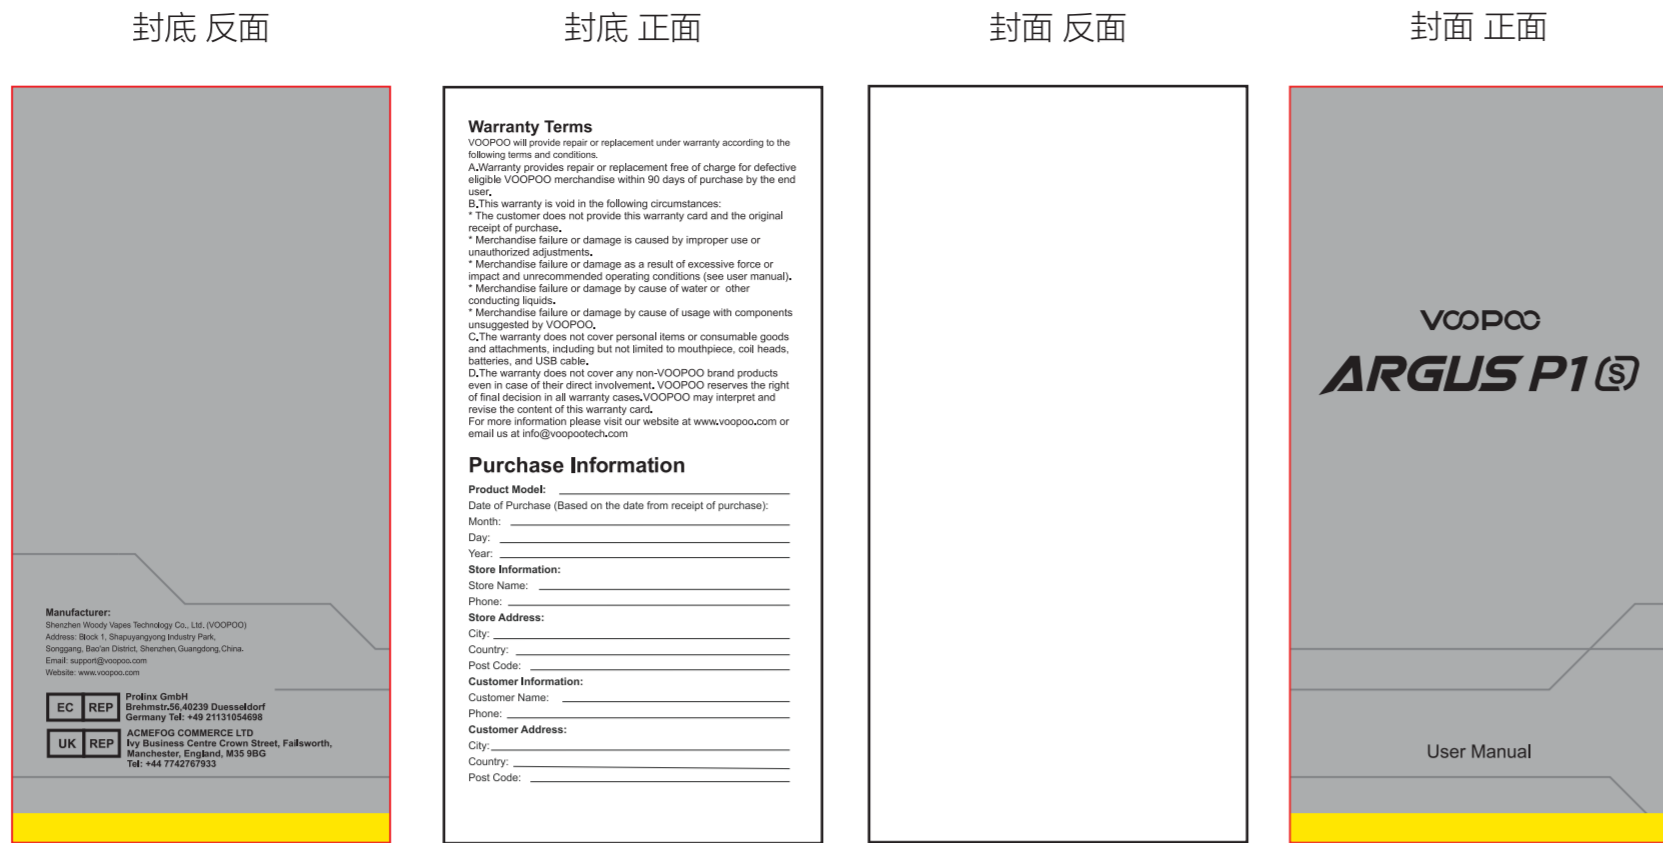 封底 反面
封底 正面
封面 反面
封面 正面
Manufacturer:
Shenzhen Woody Vapes Technology Co., Ltd. (VOOPOO)
Address: Block 1, Shapuyangyong Industry Park,
Songgang, Bao'an District, Shenzhen, Guangdong, China.
Email: support@voopoo.com
Website: www.voopoo.com
EC REP
Prolinx GmbH
Brehmstr.56,40239 Duesseldorf
Germany Tel: +49 21131054698
UK REP
ACMEFOG COMMERCE LTD
Ivy Business Centre Crown Street, Failsworth,
Manchester, England, M35 9BG
Tel: +44 7742767933
Warranty Terms
VOOPOO will provide repair or replacement under warranty according to the
following terms and conditions.
A.Warranty provides repair or replacement free of charge for defective
eligible VOOPOO merchandise within 90 days of purchase by the end
user.
B.This warranty is void in the following circumstances:
* The customer does not provide this warranty card and the original
receipt of purchase.
* Merchandise failure or damage is caused by improper use or
unauthorized adjustments.
* Merchandise failure or damage as a result of excessive force or
impact and unrecommended operating conditions (see user manual).
* Merchandise failure or damage by cause of water or other
conducting liquids.
* Merchandise failure or damage by cause of usage with components
unsuggested by VOOPOO.
C.The warranty does not cover personal items or consumable goods
and attachments, including but not limited to mouthpiece, coil heads,
batteries, and USB cable.
D.The warranty does not cover any non-VOOPOO brand products
even in case of their direct involvement. VOOPOO reserves the right
of final decision in all warranty cases.VOOPOO may interpret and
revise the content of this warranty card.
For more information please visit our website at www.voopoo.com or
email us at info@voopootech.com
Purchase Information
Product Model:
Date of Purchase (Based on the date from receipt of purchase):
Month:
Day:
Year:
Store Information:
Store Name:
Phone:
Store Address:
City:
Country:
Post Code:
Customer Information:
Customer Name:
Phone:
Customer Address:
City:
Country:
Post Code:
VOOPOO
ARGUS P1 S
User Manual